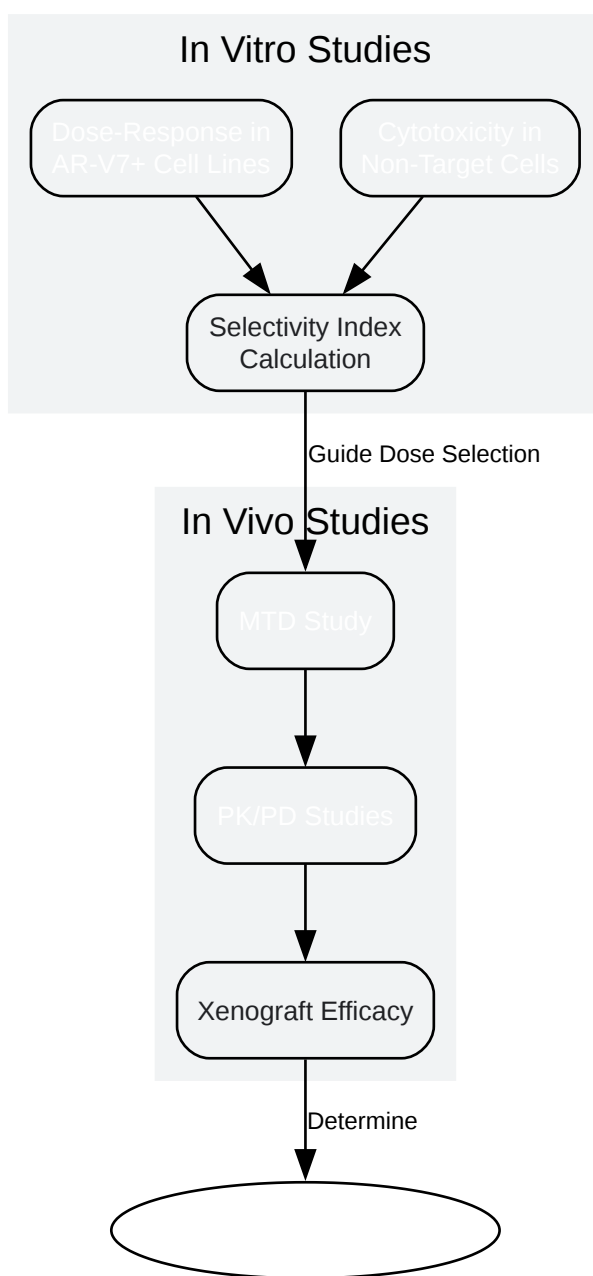 In Vitro Studies
Dose-Response in
AR-V7+ Cell Lines
Cytotoxicity in
Non-Target Cells
Selectivity Index
Calculation
Guide Dose Selection
In Vivo Studies
MTD Study
PK/PD Studies
Xenograft Efficacy
Determine